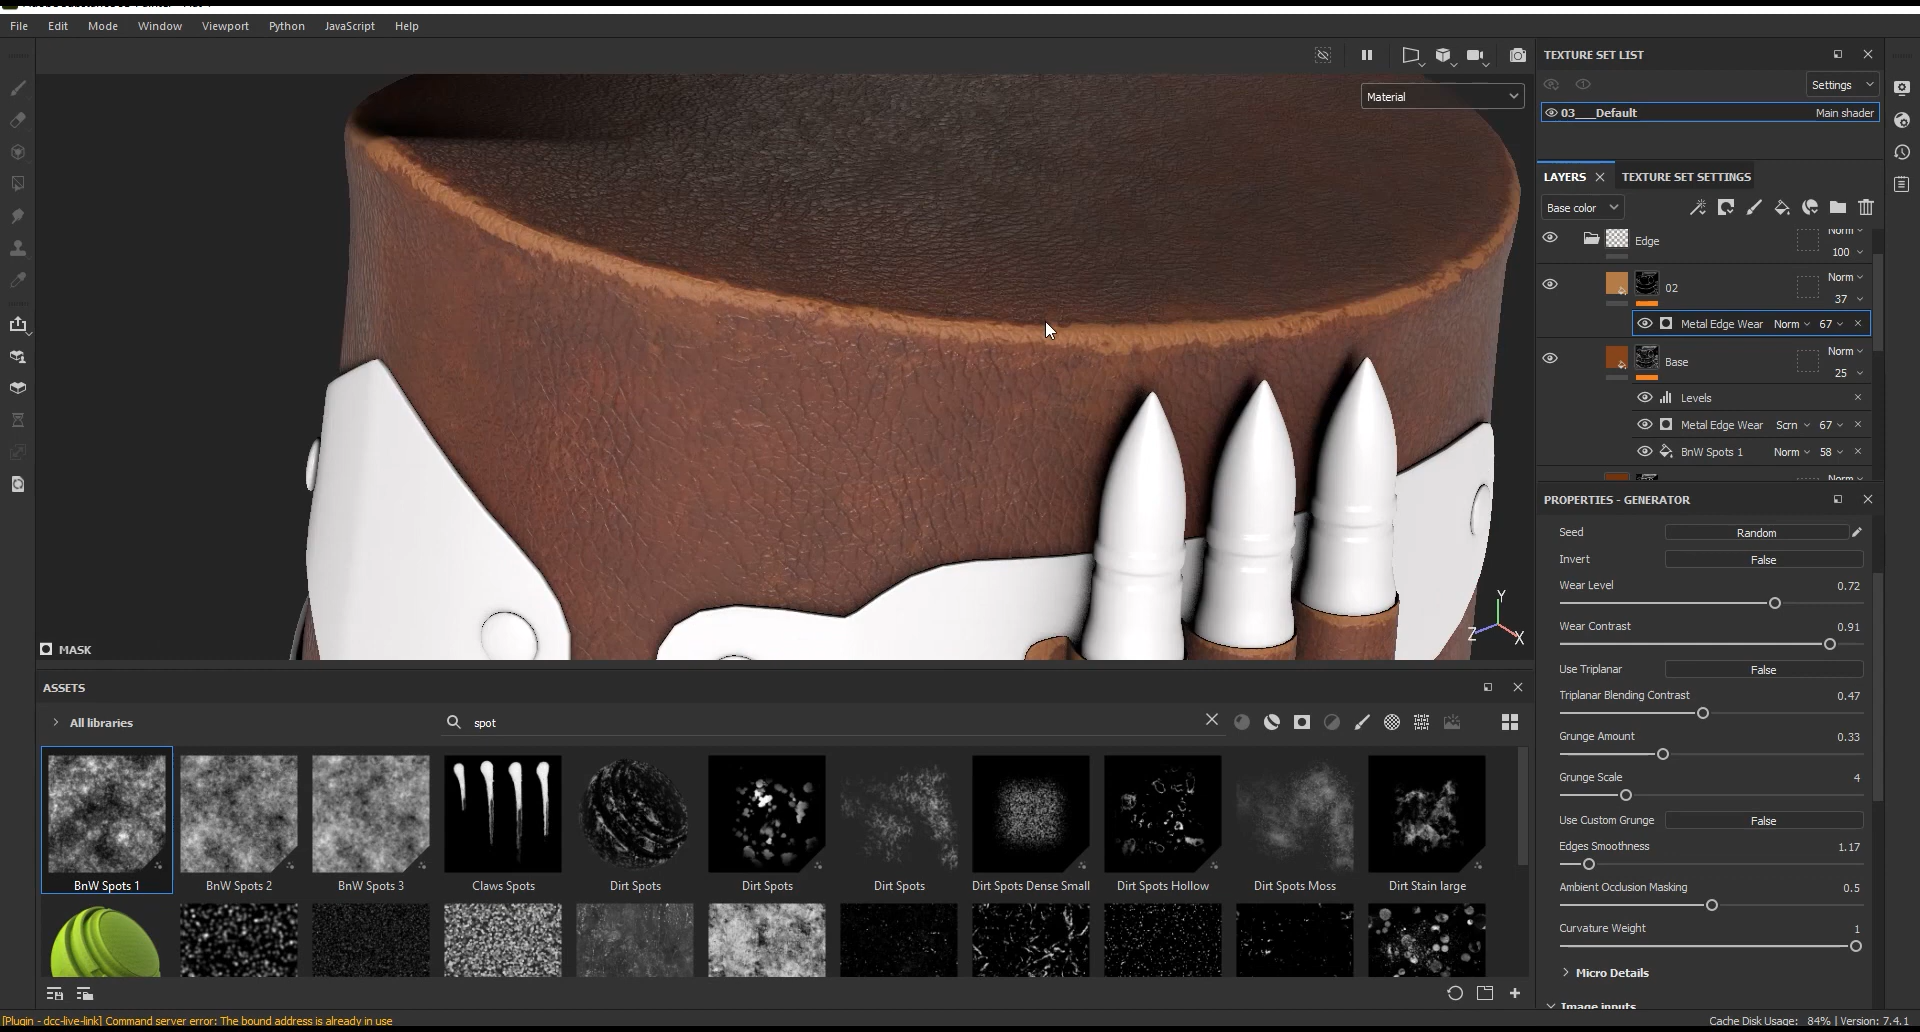 File Edit Mode Window Viewport Python JavaScript Help
Material
TEXTURE SET LIST
Settings
03___Default Main shader
LAYERS TEXTURE SET SETTINGS
Base color
Edge Norm
100
02 Norm
37
Metal Edge Wear Norm 67
Base Norm
25
Levels
Metal Edge Wear Scrn 67
BnW Spots 1 Norm 58
Norm
PROPERTIES - GENERATOR
Seed Random
Invert False
Wear Level 0.72
Wear Contrast 0.91
Use Triplanar False
Triplanar Blending Contrast 0.47
Grunge Amount 0.33
Grunge Scale 4
Use Custom Grunge False
Edges Smoothness 1.17
Ambient Occlusion Masking 0.5
Curvature Weight 1
Micro Details
Image inputs
Y
Z X
MASK
ASSETS
All libraries
spot
BnW Spots 1 BnW Spots 2 BnW Spots 3 Claws Spots Dirt Spots Dirt Spots Dirt Spots Dirt Spots Dense Small Dirt Spots Hollow Dirt Spots Moss Dirt Stain large
[Plugin - dcc-live-link] Command server error: The bound address is already in use
Cache Disk Usage: 84% | Version: 7.4.1